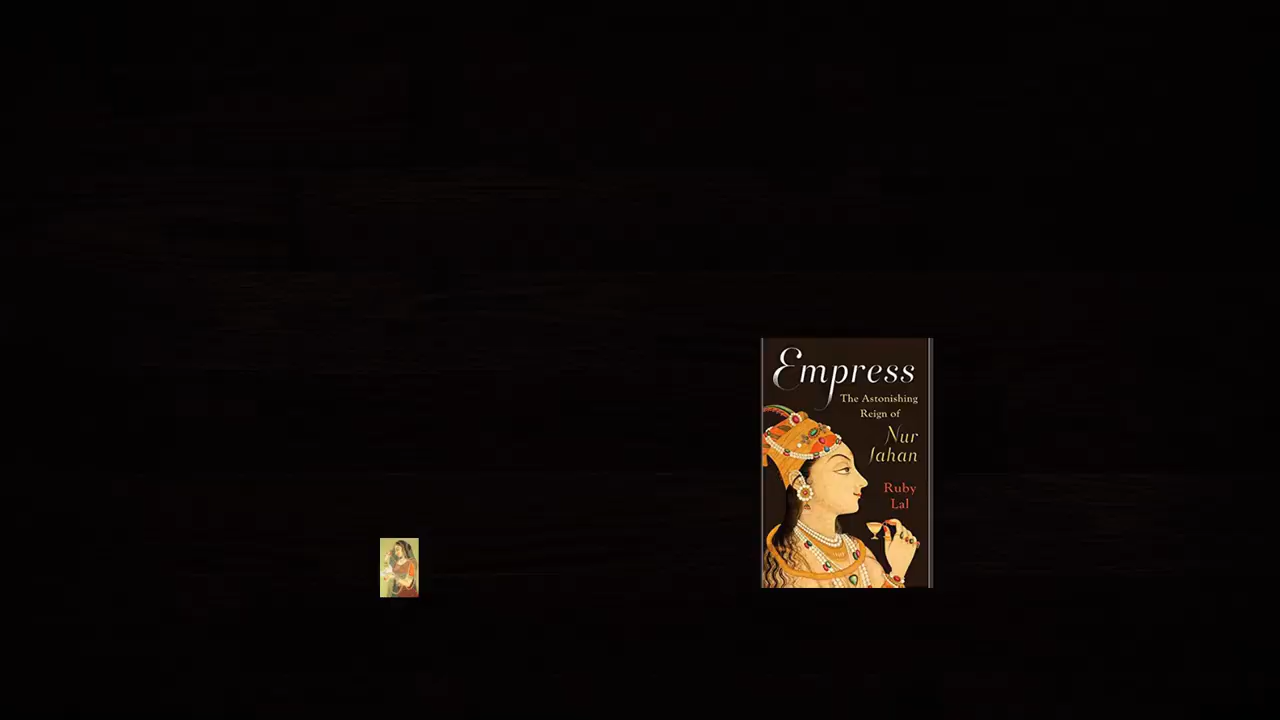 Empress
The Astonishing
Reign of
Nur
Jahan
Ruby
Lal